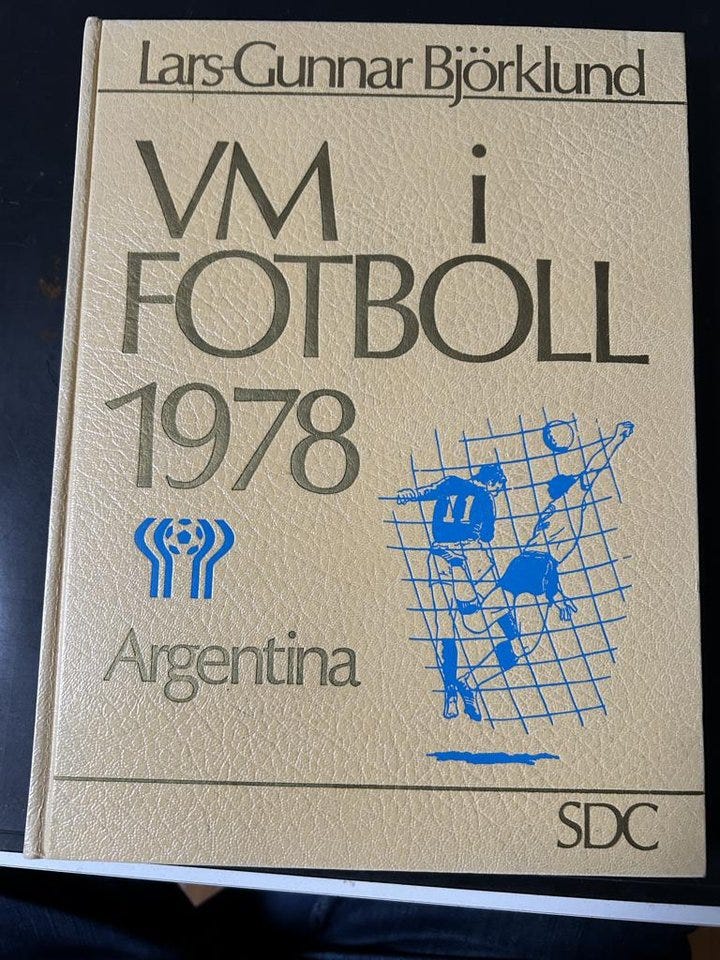 Lars-Gunnar Björklund
VM i
FOTBOLL
1978
11
Argentina
SDC